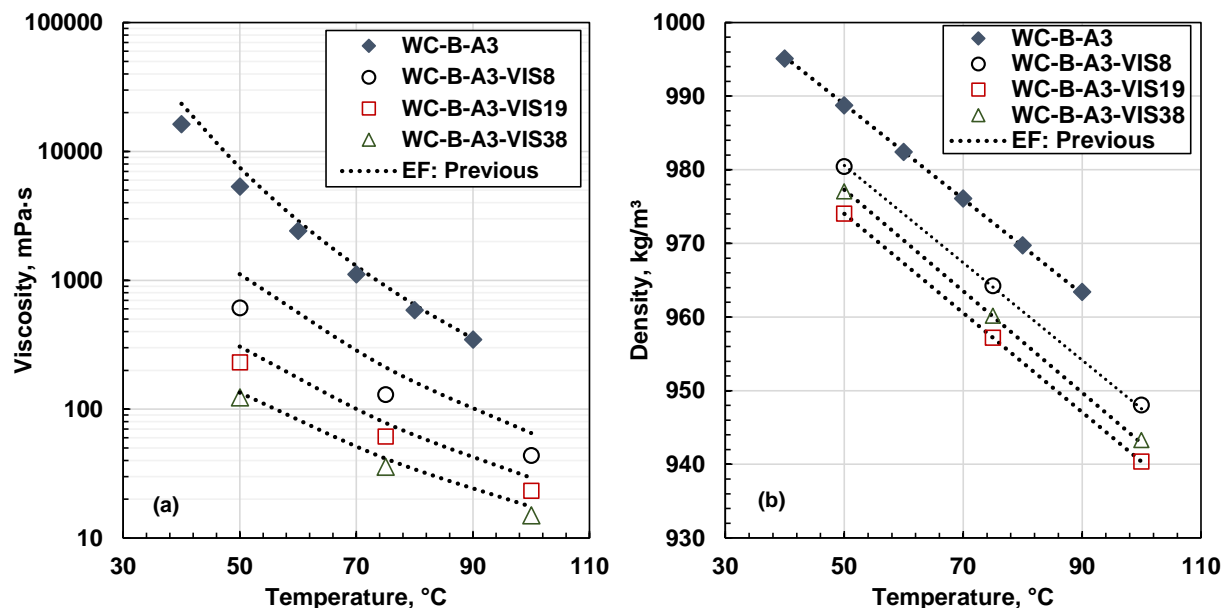 100000
10000
1000
100
10
Viscosity, mPa·s
WC-B-A3
WC-B-A3-VIS8
WC-B-A3-VIS19
WC-B-A3-VIS38
EF: Previous
(a)
30 50 70 90 110
Temperature, °C
1000
990
980
970
960
950
940
930
Density, kg/m³
WC-B-A3
WC-B-A3-VIS8
WC-B-A3-VIS19
WC-B-A3-VIS38
EF: Previous
(b)
30 50 70 90 110
Temperature, °C